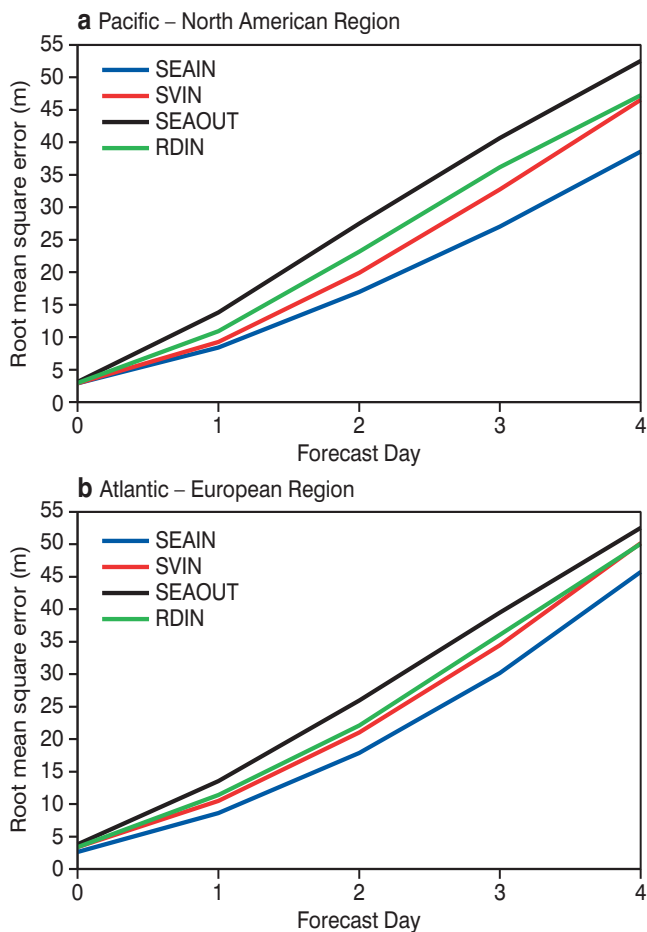 a Pacific – North American Region
Root mean square error (m)
55
50
45
40
35
30
25
20
15
10
5
0
SEAIN
SVIN
SEAOUT
RDIN
0 1 2 3 4
Forecast Day
b Atlantic – European Region
Root mean square error (m)
55
50
45
40
35
30
25
20
15
10
5
0
SEAIN
SVIN
SEAOUT
RDIN
0 1 2 3 4
Forecast Day